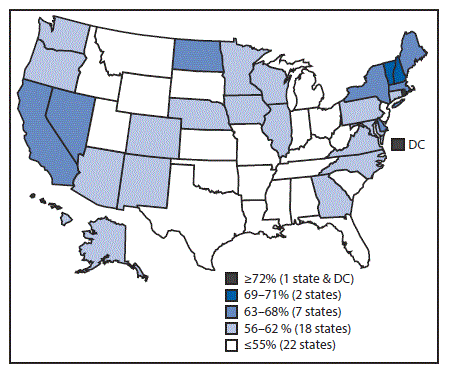 DC
≥72% (1 state & DC)
69–71% (2 states)
63–68% (7 states)
56–62 % (18 states)
≤55% (22 states)